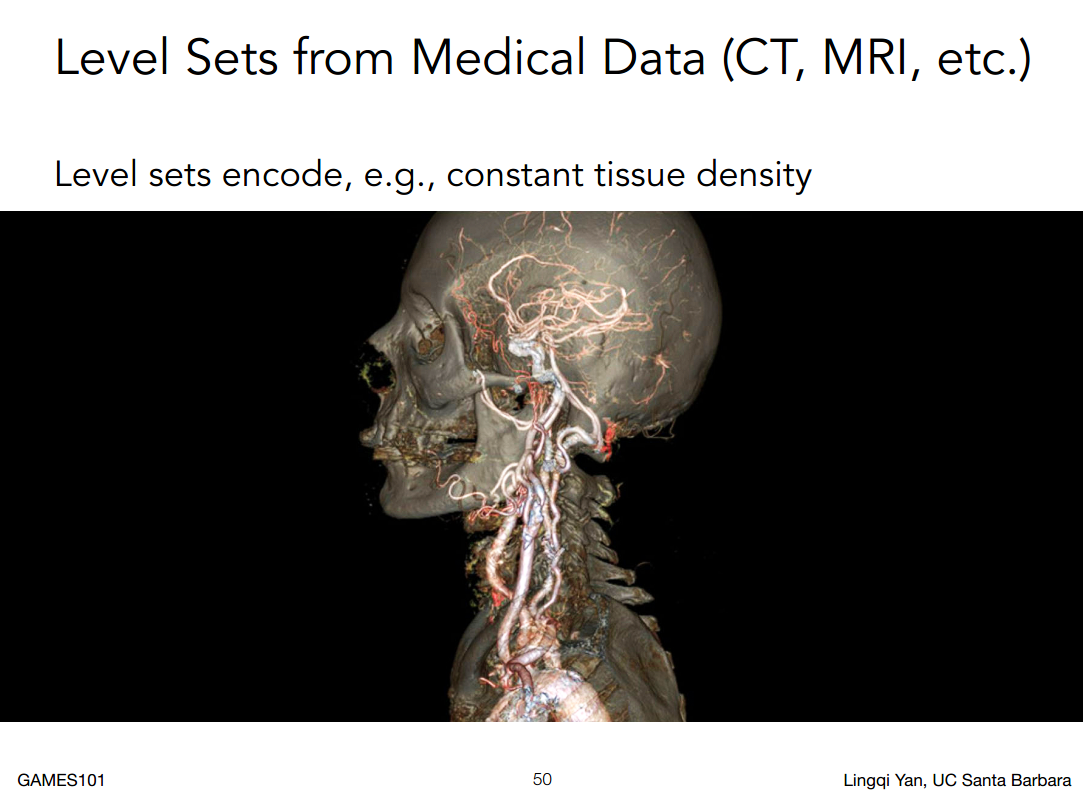 Level Sets from Medical Data (CT, MRI, etc.)
Level sets encode, e.g., constant tissue density
GAMES101
50
Lingqi Yan, UC Santa Barbara